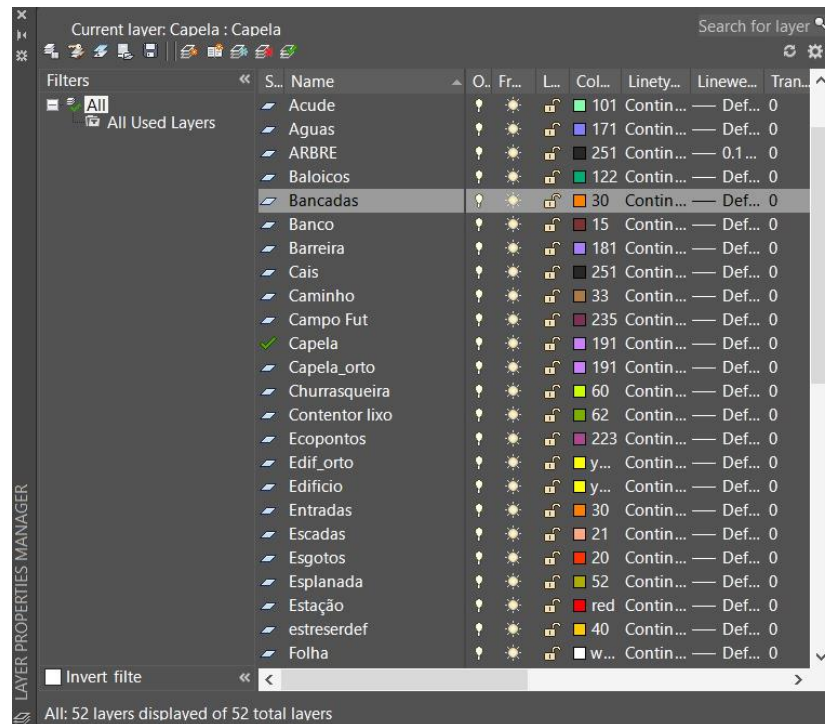 Current layer: Capela : Capela
Search for layer
Filters « S... Name O.. Fr... L... Col... Linety... Linewe... Tran...
All
All Used Layers
Acude 101 Contin... Def... 0
Aguas 171 Contin... Def... 0
ARBRE 251 Contin... 0.1... 0
Baloicos 122 Contin... Def... 0
Bancadas 30 Contin... Def... 0
Banco 15 Contin... Def... 0
Barreira 181 Contin... Def... 0
Cais 251 Contin... Def... 0
Caminho 33 Contin... Def... 0
Campo Fut 235 Contin... Def... 0
Capela 191 Contin... Def... 0
Capela_orto 191 Contin... Def... 0
Churrasqueira 60 Contin... Def... 0
Contentor lixo 62 Contin... Def... 0
Ecopontos 223 Contin... Def... 0
Edif_orto y... Contin... Def... 0
Edificio y... Contin... Def... 0
Entradas 30 Contin... Def... 0
Escadas 21 Contin... Def... 0
Esgotos 20 Contin... Def... 0
Esplanada 52 Contin... Def... 0
Estação red Contin... Def... 0
estreserdef 40 Contin... Def... 0
Folha w... Contin... Def... 0
Invert filte «
All: 52 layers displayed of 52 total layers
LAYER PROPERTIES MANAGER